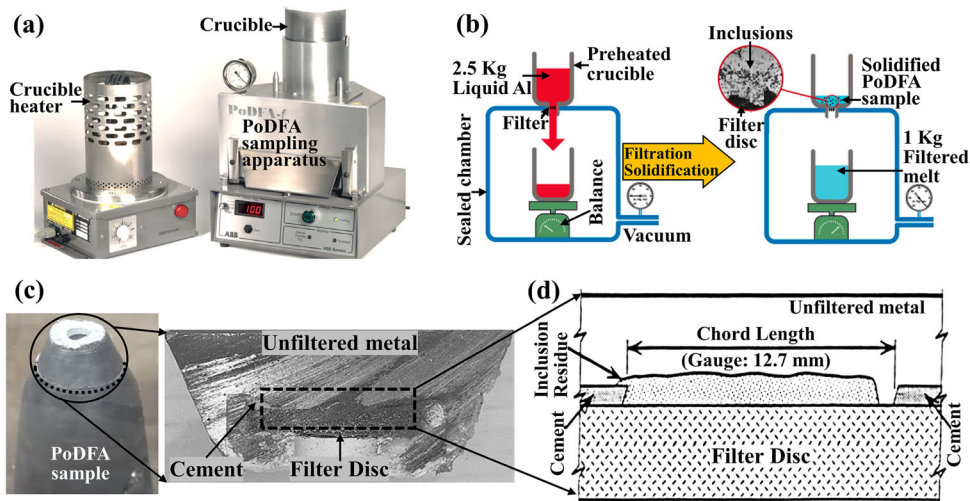 (a)
Crucible
Crucible
heater
PoDFA-f
PoDFA
sampling
apparatus
100
ABB
(b)
2.5 Kg
Liquid Al
Preheated
crucible
Filter
Sealed chamber
Balance
Vacuum
Filtration
Solidification
Inclusions
Solidified
PoDFA
sample
Filter
disc
1 Kg
Filtered
melt
(c)
PoDFA
sample
Unfiltered metal
Cement
Filter Disc
(d)
Unfiltered metal
Chord Length
(Gauge: 12.7 mm)
Inclusion
Residue
Cement
Cement
Filter Disc